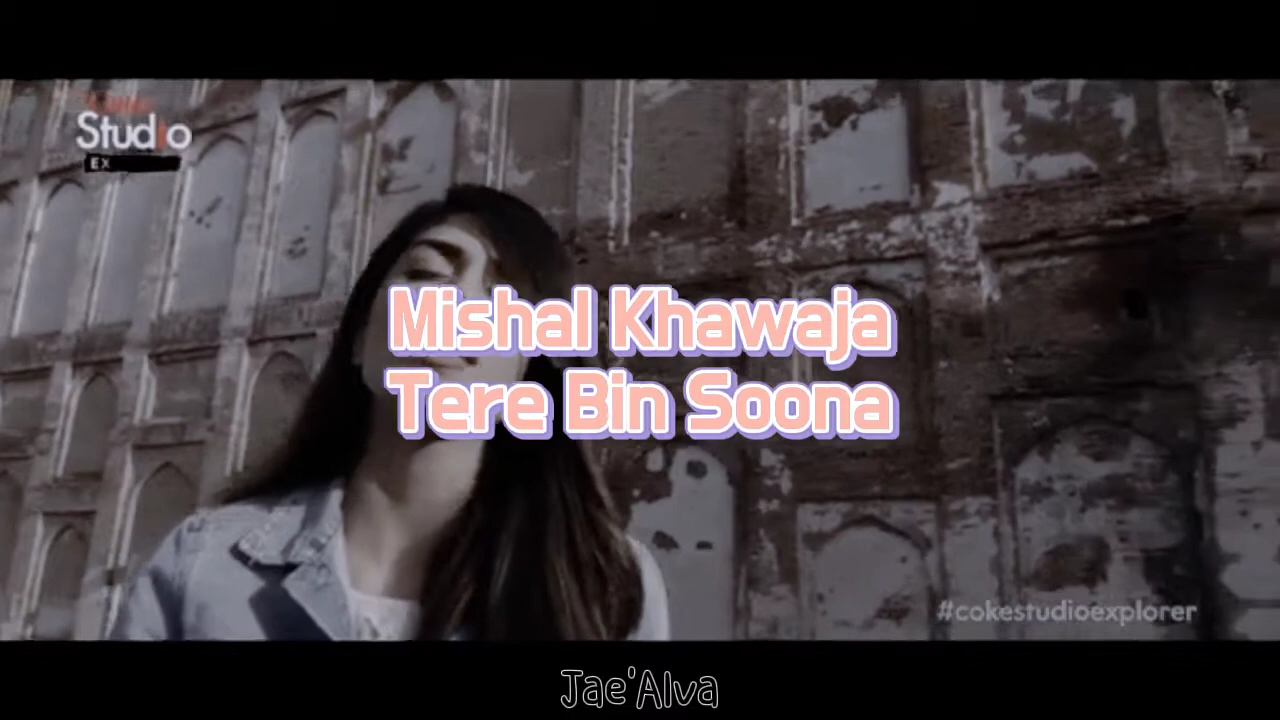 Studio
EX
Mishal Khawaja
Tere Bin Soona
#cokestudioexplorer
Jae'Alva